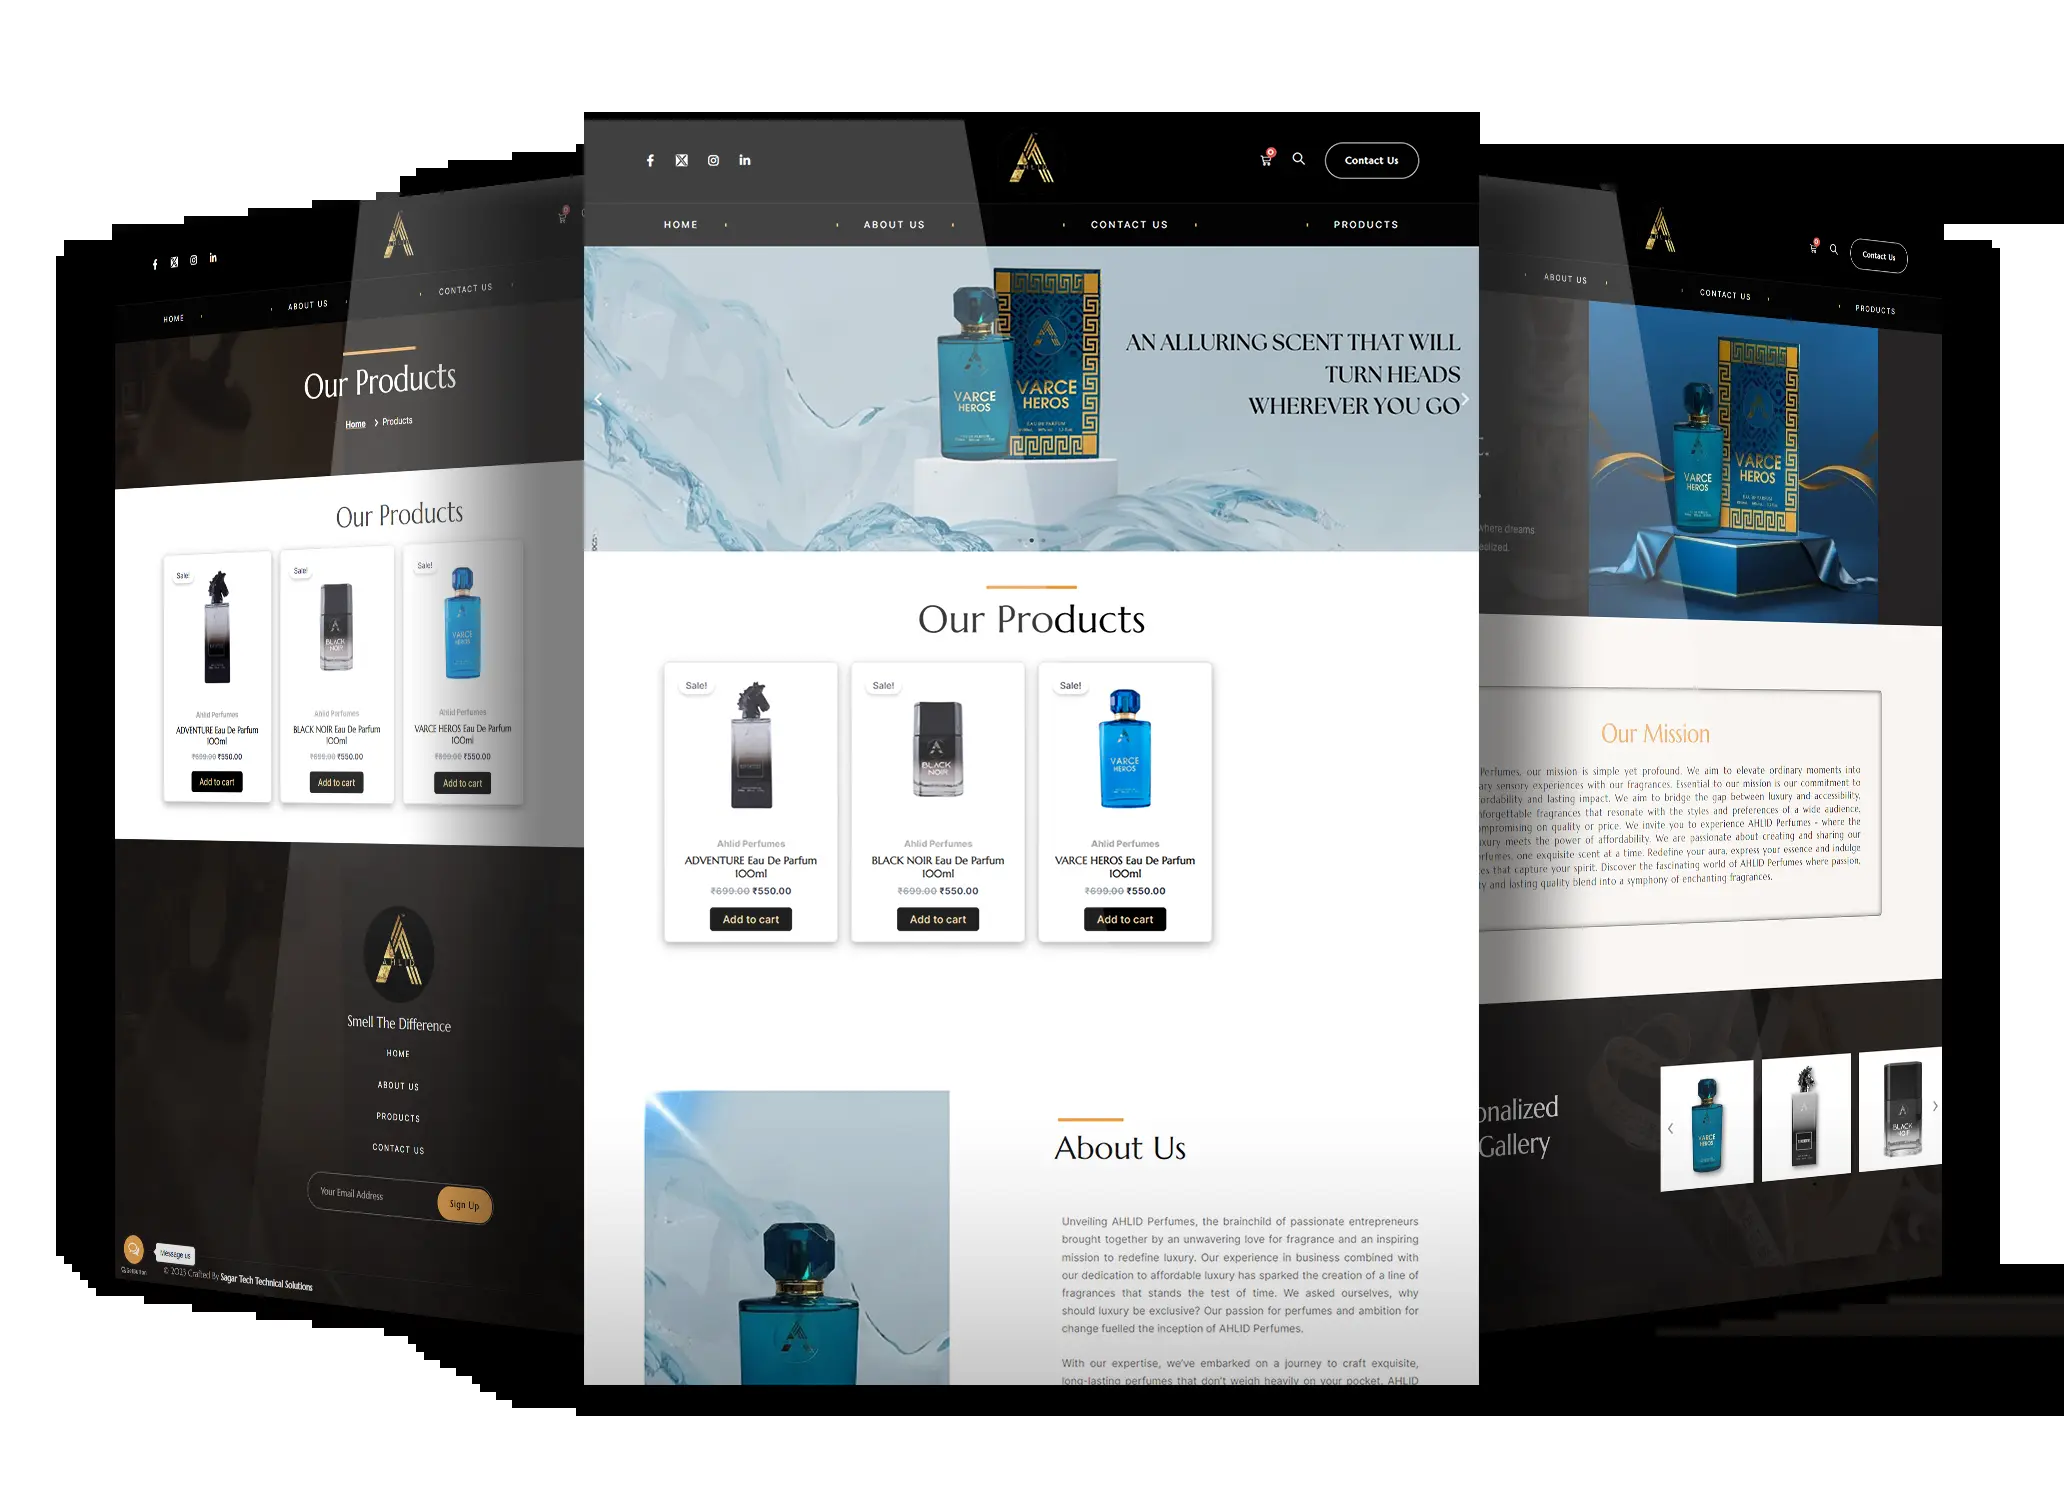 HOME
ABOUT US
CONTACT US
Our Products
Home > Products
Our Products
Sale!
Sale!
Sale!
Ahlid Perfumes
ADVENTURE Eau De Parfum
100ml
₹699.00 ₹550.00
Add to cart
Ahlid Perfumes
BLACK NOIR Eau De Parfum
100ml
₹699.00 ₹550.00
Add to cart
Ahlid Perfumes
VARCE HEROS Eau De Parfum
100ml
₹550.00
Add to cart
BLACK
NOIR
VARCE
HEROS
AHLID
Smell The Difference
HOME
ABOUT US
PRODUCTS
CONTACT US
Your Email Address
Sign Up
Message us
© 2023 Crafted By Sagar Tech Technical Solutions
0
Contact Us
HOME
ABOUT US
CONTACT US
PRODUCTS
VARCE
HEROS
VARCE
HEROS
EAU DE PARFUM
AN ALLURING SCENT THAT WILL
TURN HEADS
WHEREVER YOU GO
Our Products
Sale!
Sale!
Sale!
BLACK
NOIR
VARCE
HEROS
Ahlid Perfumes
ADVENTURE Eau De Parfum
100ml
₹699.00 ₹550.00
Add to cart
Ahlid Perfumes
BLACK NOIR Eau De Parfum
100ml
₹699.00 ₹550.00
Add to cart
Ahlid Perfumes
VARCE HEROS Eau De Parfum
100ml
₹699.00 ₹550.00
Add to cart
About Us
Unveiling AHLID Perfumes, the brainchild of passionate entrepreneurs
brought together by an unwavering love for fragrance and an inspiring
mission to redefine luxury. Our experience in business combined with
our dedication to affordable luxury has sparked the creation of a line of
fragrances that stands the test of time. We asked ourselves, why
should luxury be exclusive? Our passion for perfumes and ambition for
change fuelled the inception of AHLID Perfumes.
With our expertise, we've embarked on a journey to craft exquisite,
long-lasting perfumes that don't weigh heavily on your pocket. AHLID
Contact Us
ABOUT US
CONTACT US
PRODUCTS
where dreams
VARCE
HEROS
VARCE
HEROS
Our Mission
Perfumes, our mission is simple yet profound. We aim to elevate ordinary moments into
ary sensory experiences with our fragrances. Essential to our mission is our commitment to
ordability and lasting impact. We aim to bridge the gap between luxury and accessibility,
nforgettable fragrances that resonate with the styles and preferences of a wide audience,
ompromising on quality or price. We invite you to experience AHLID Perfumes - where the
uxury meets the power of affordability. We are passionate about creating and sharing our
rfumes, one exquisite scent at a time. Redefine your aura, express your essence and indulge
es that capture your spirit. Discover the fascinating world of AHLID Perfumes where passion,
ty and lasting quality blend into a symphony of enchanting fragrances.
onalized
Gallery
VARCE
HEROS
BLACK